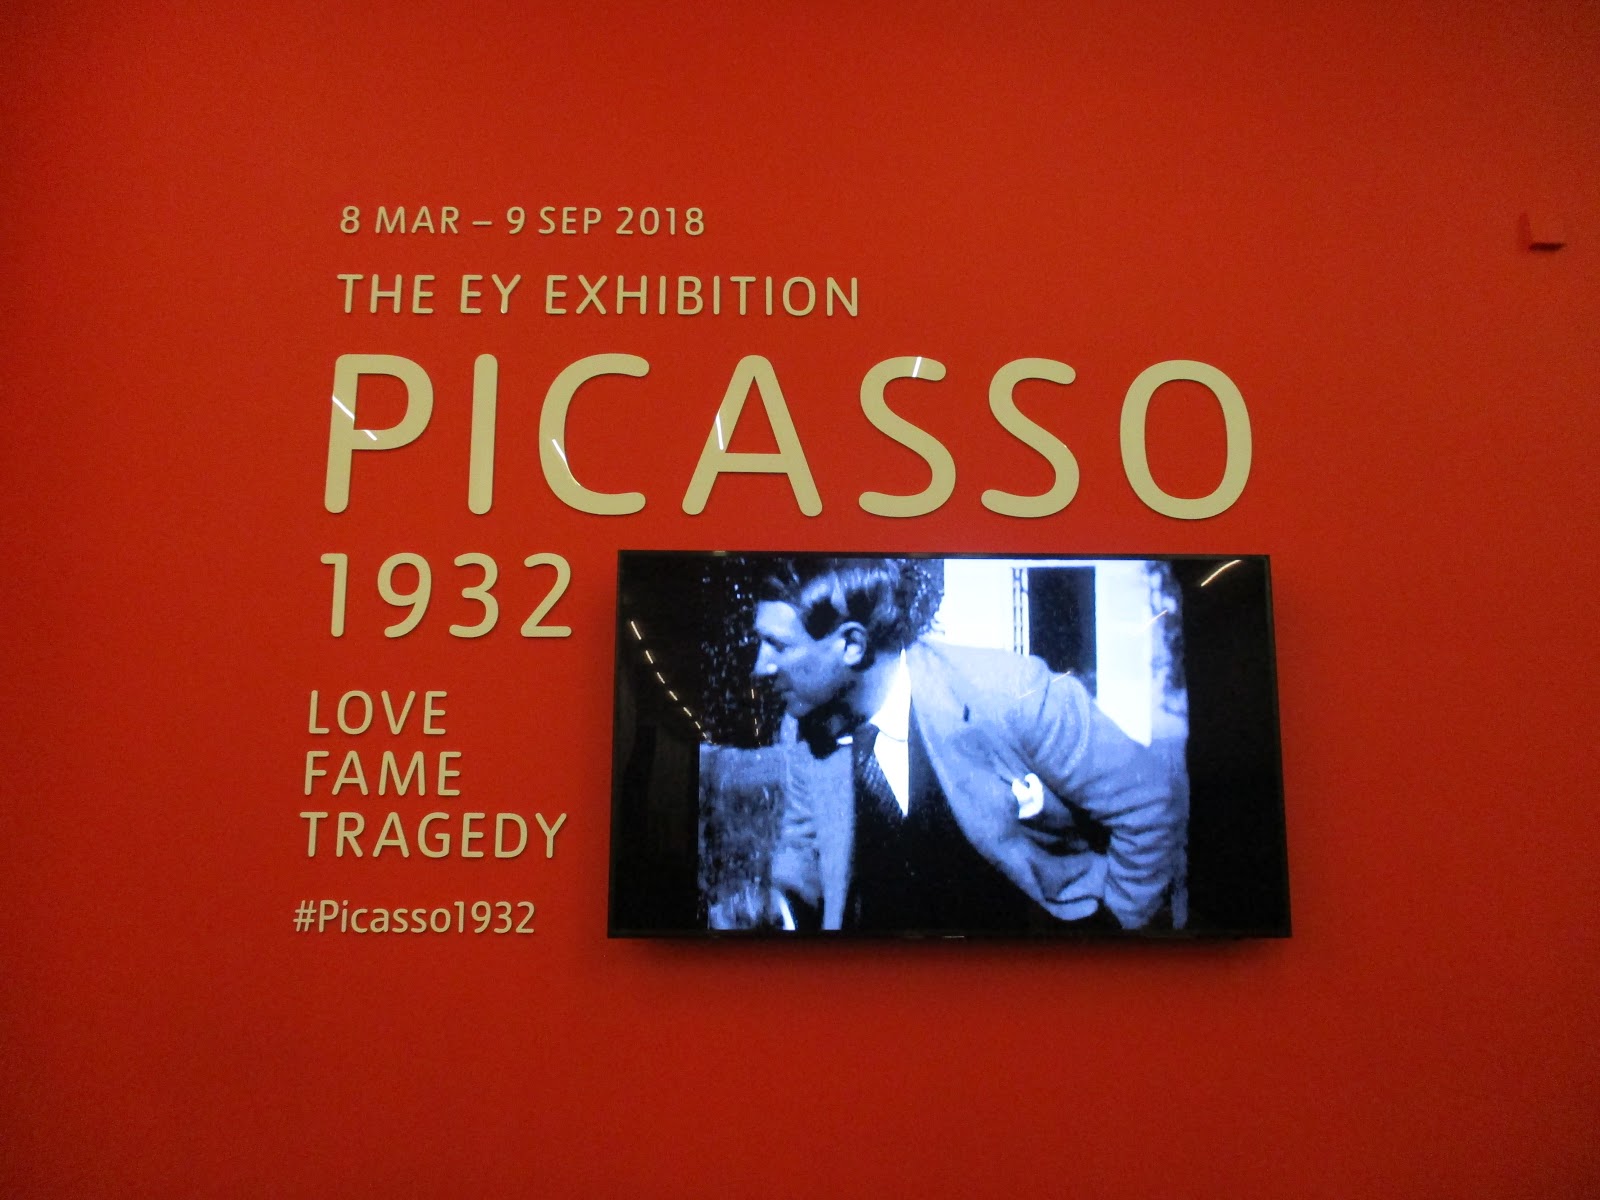 8 MAR – 9 SEP 2018
THE EY EXHIBITION
PICASSO
1932
LOVE
FAME
TRAGEDY
#Picasso1932